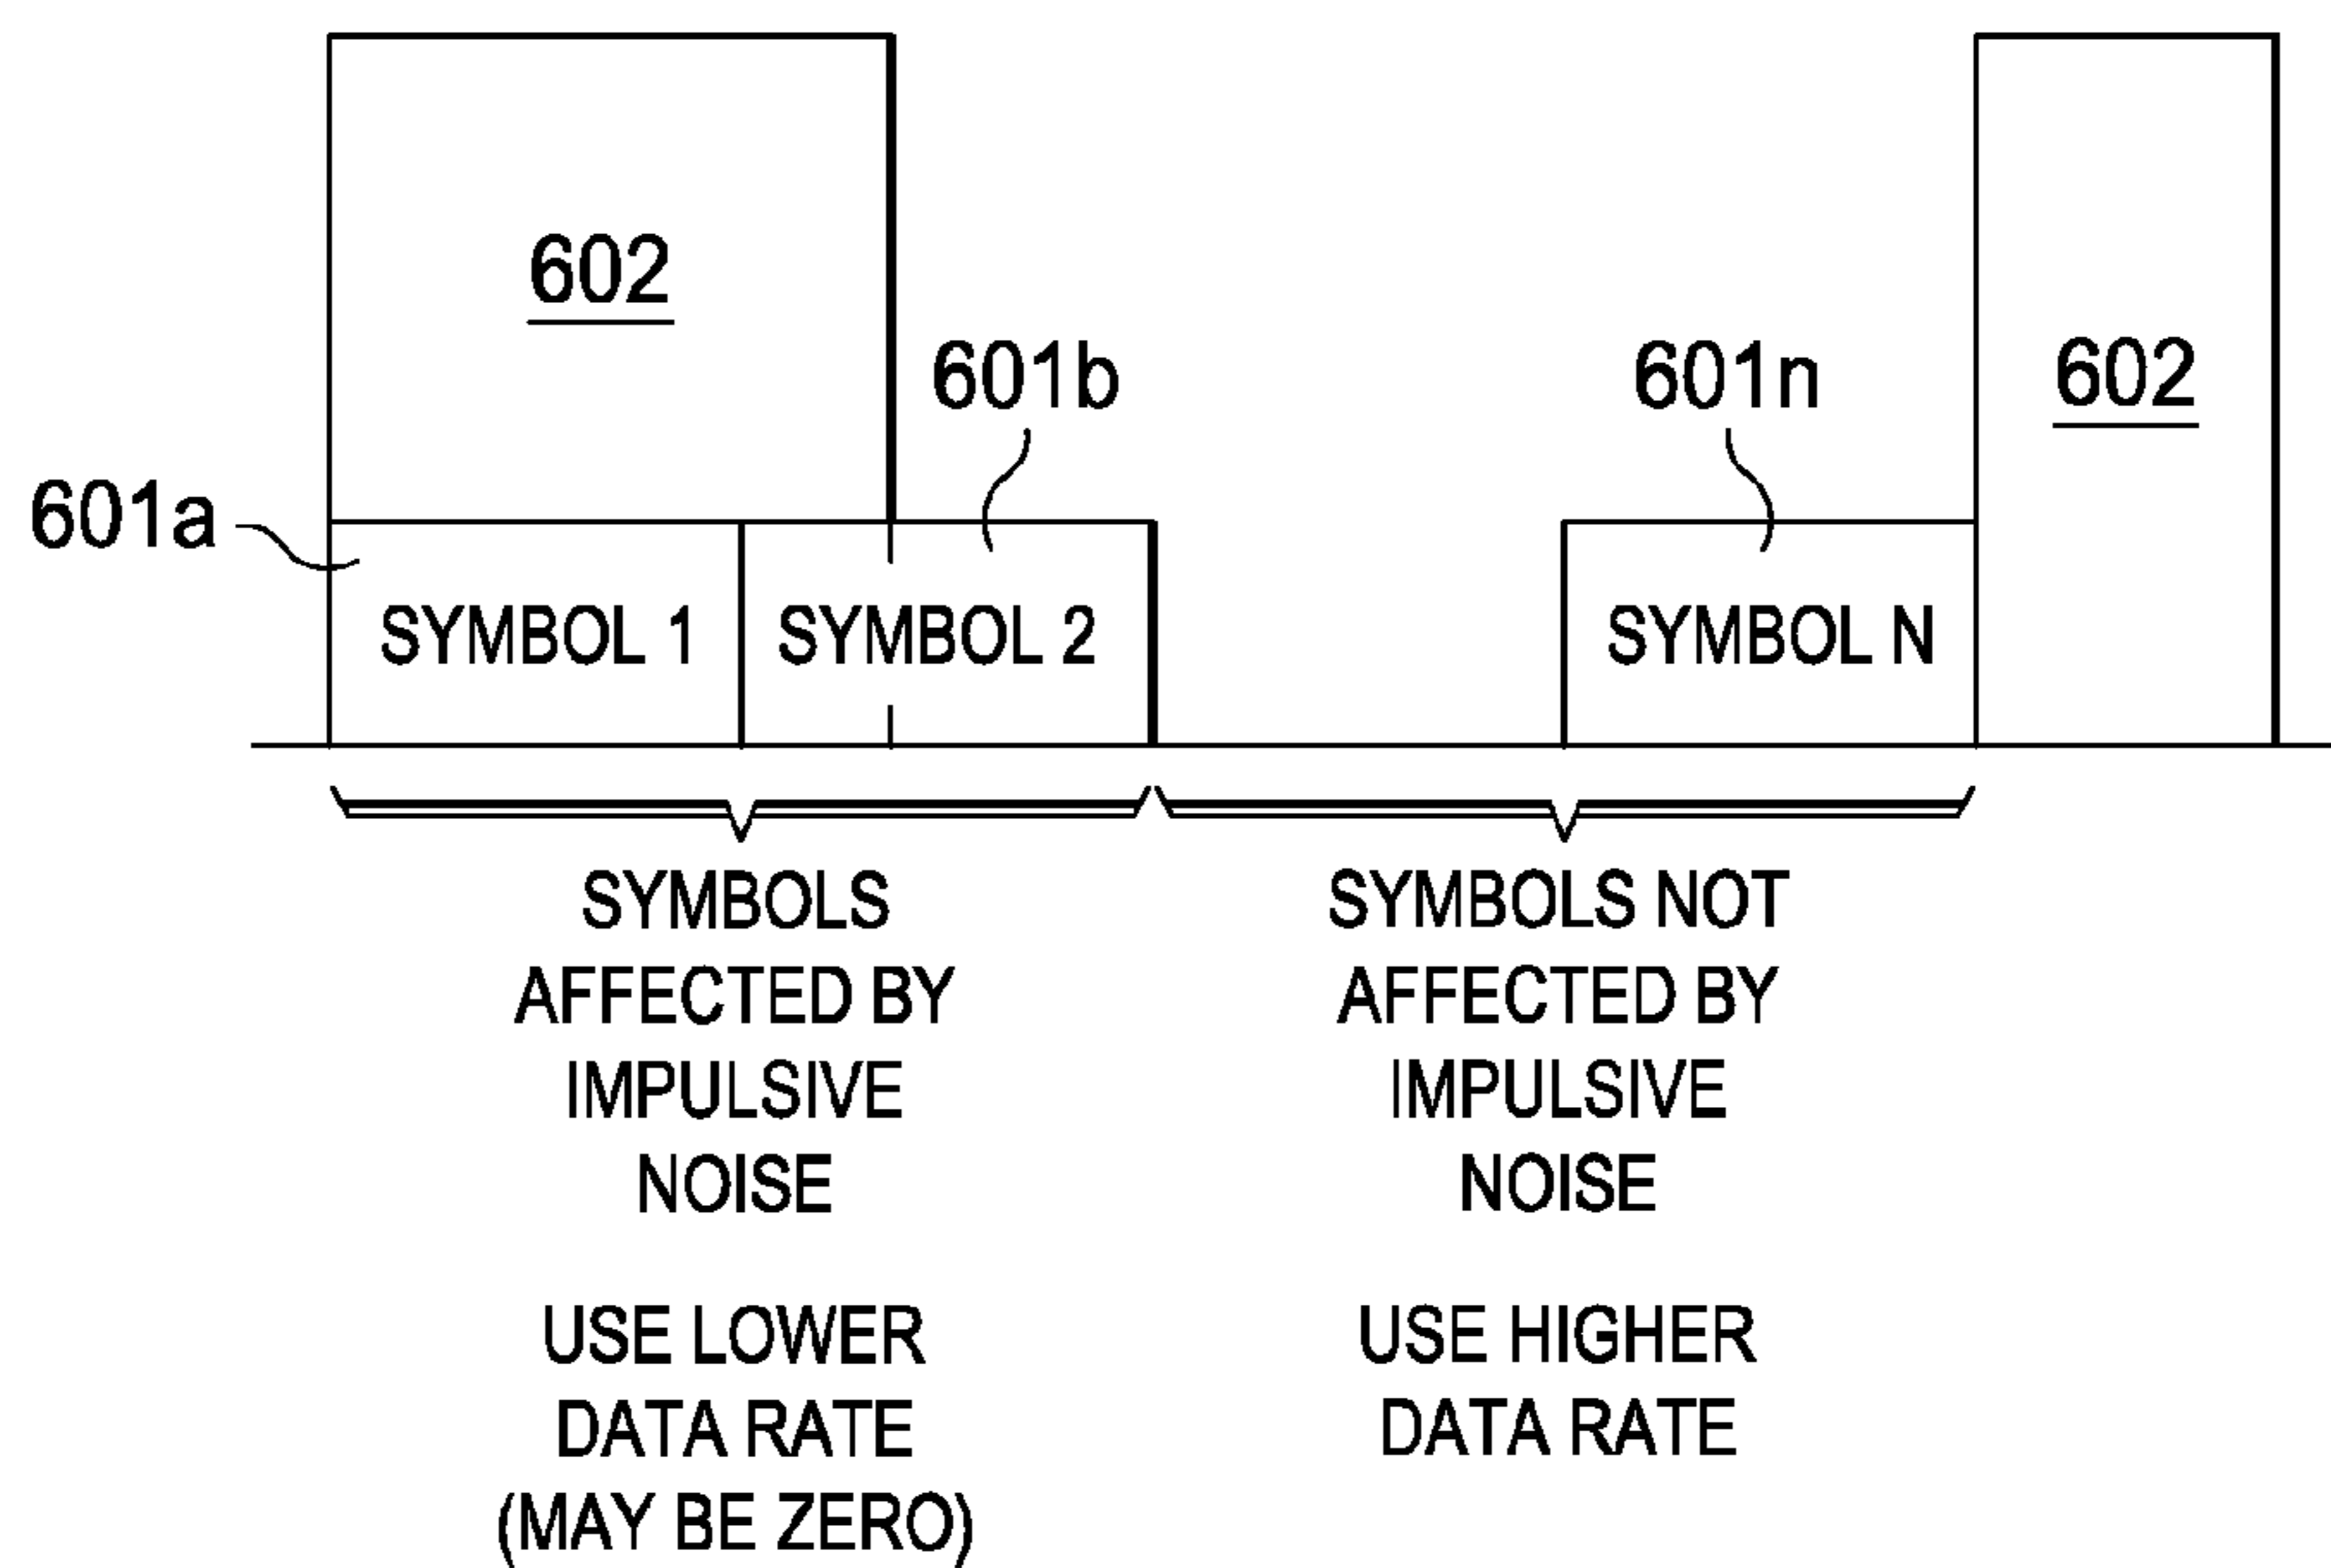 602
601b
601n
602
601a
SYMBOL 1
SYMBOL 2
SYMBOL N
SYMBOLS
AFFECTED BY
IMPULSIVE
NOISE
USE LOWER
DATA RATE
(MAY BE ZERO)
SYMBOLS NOT
AFFECTED BY
IMPULSIVE
NOISE
USE HIGHER
DATA RATE